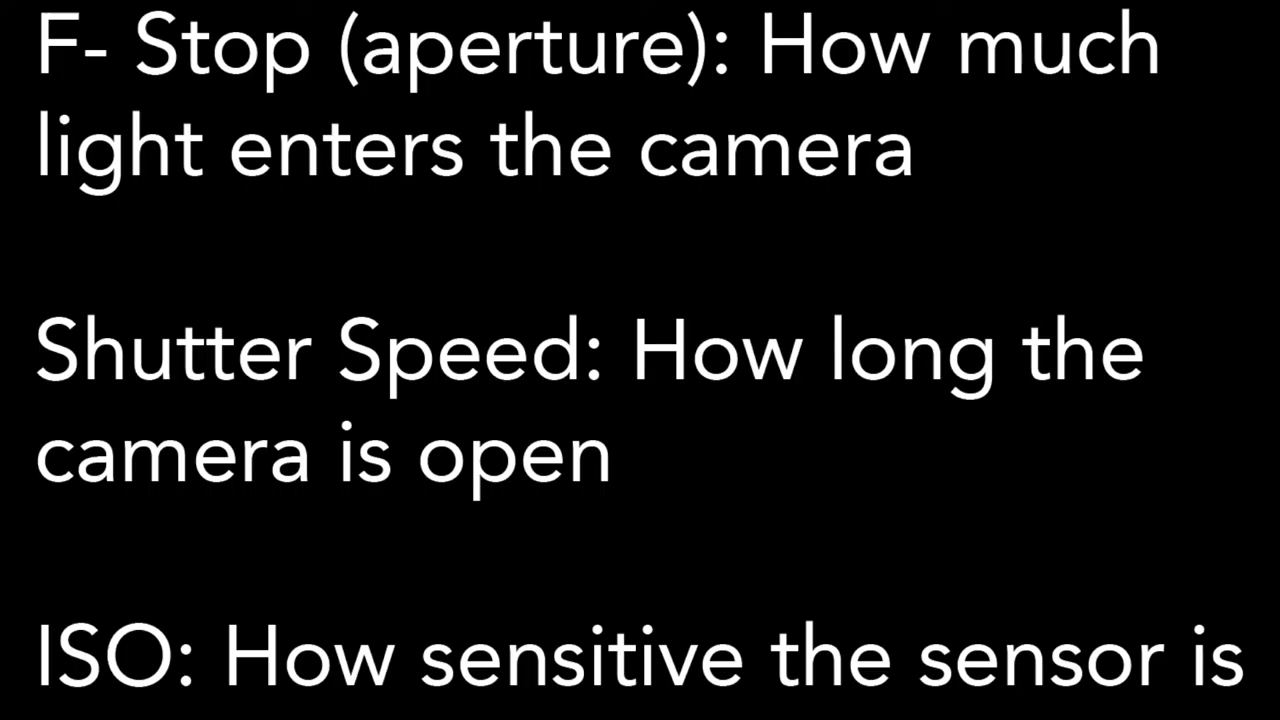 F- Stop (aperture): How much
light enters the camera
Shutter Speed: How long the
camera is open
ISO: How sensitive the sensor is